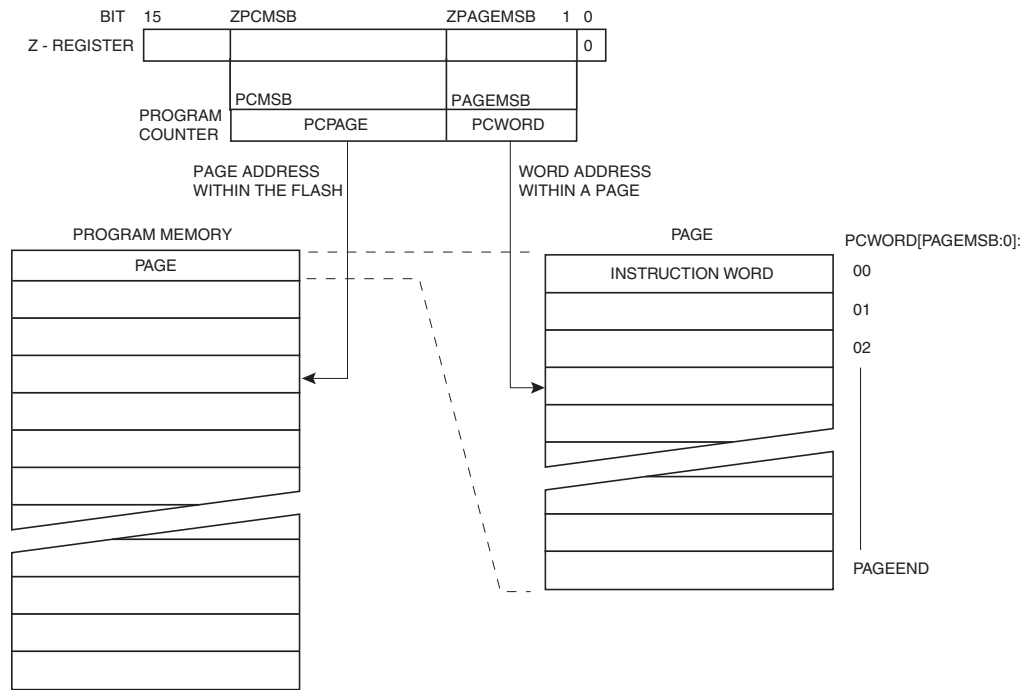 BIT 15 ZPCMSB ZPAGEMSB 1 0
Z - REGISTER 0
PCMSB PAGEMSB
PROGRAM
COUNTER
PCPAGE PCWORD
PAGE ADDRESS
WITHIN THE FLASH
WORD ADDRESS
WITHIN A PAGE
PROGRAM MEMORY
PAGE
PAGE
PCWORD[PAGEMSB:0]:
INSTRUCTION WORD 00
01
02
PAGEEND